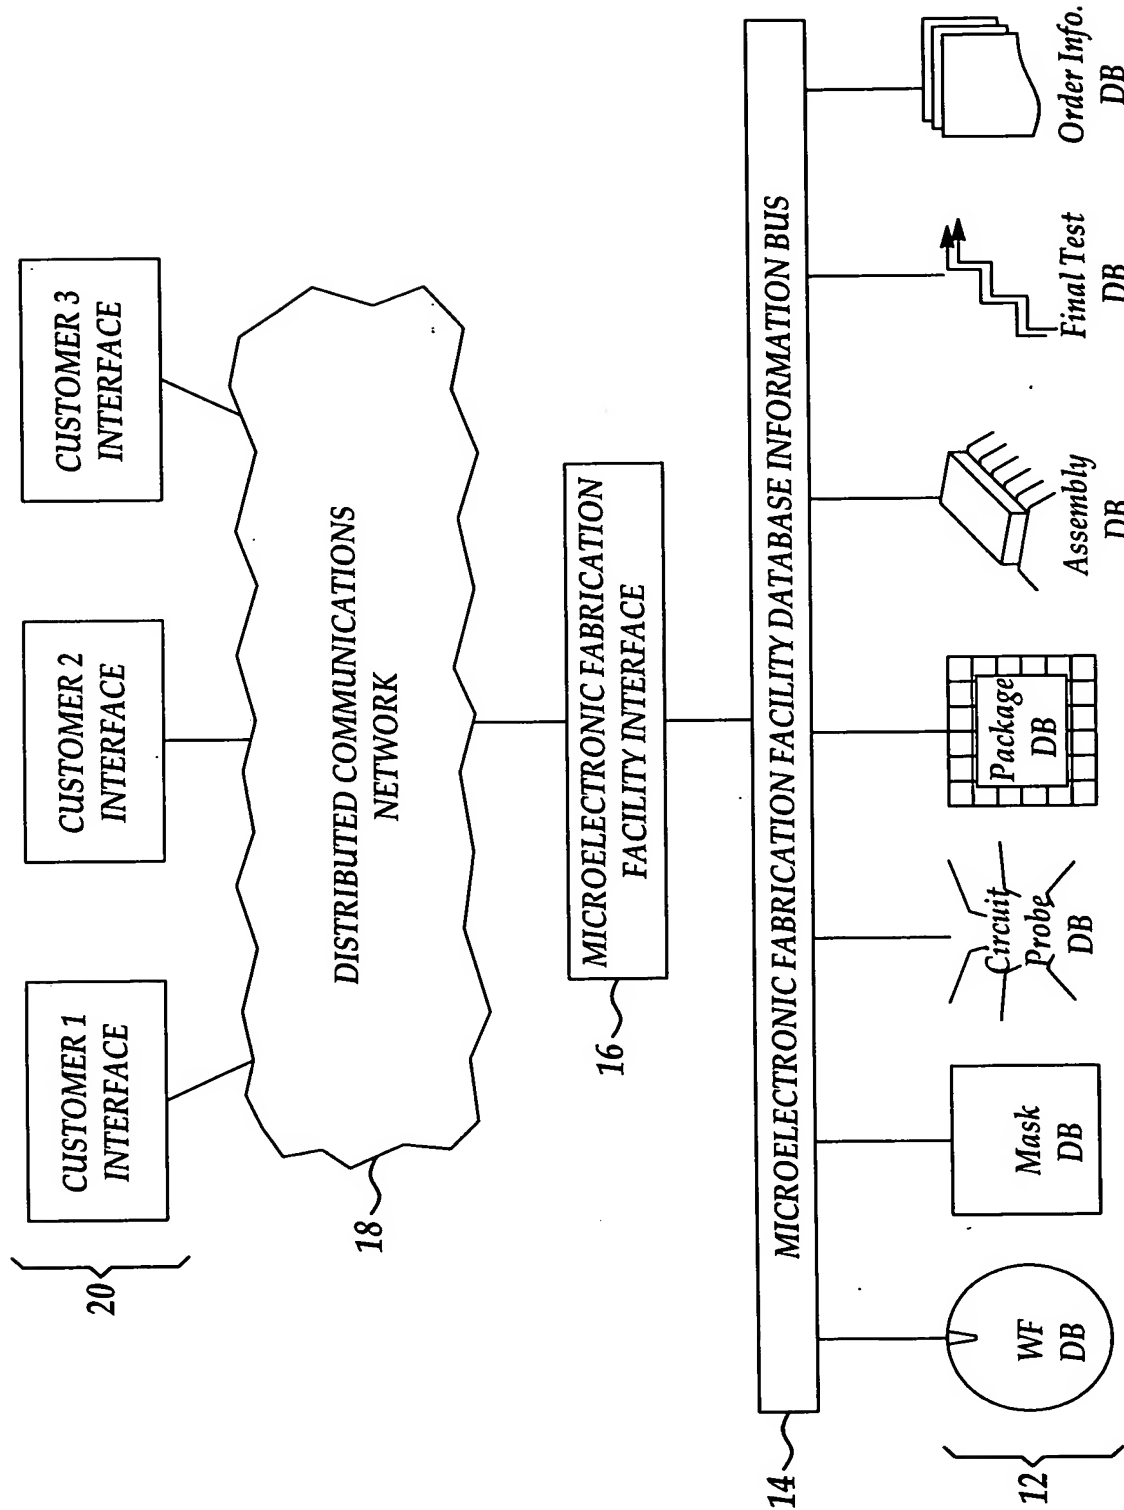 20
CUSTOMER 1
INTERFACE
CUSTOMER 2
INTERFACE
CUSTOMER 3
INTERFACE
18
DISTRIBUTED COMMUNICATIONS
NETWORK
16
MICROELECTRONIC FABRICATION
FACILITY INTERFACE
14
MICROELECTRONIC FABRICATION FACILITY DATABASE INFORMATION BUS
12
WF
DB
Mask
DB
Circuit
Probe
DB
Package
DB
Assembly
DB
Final Test
DB
Order Info.
DB